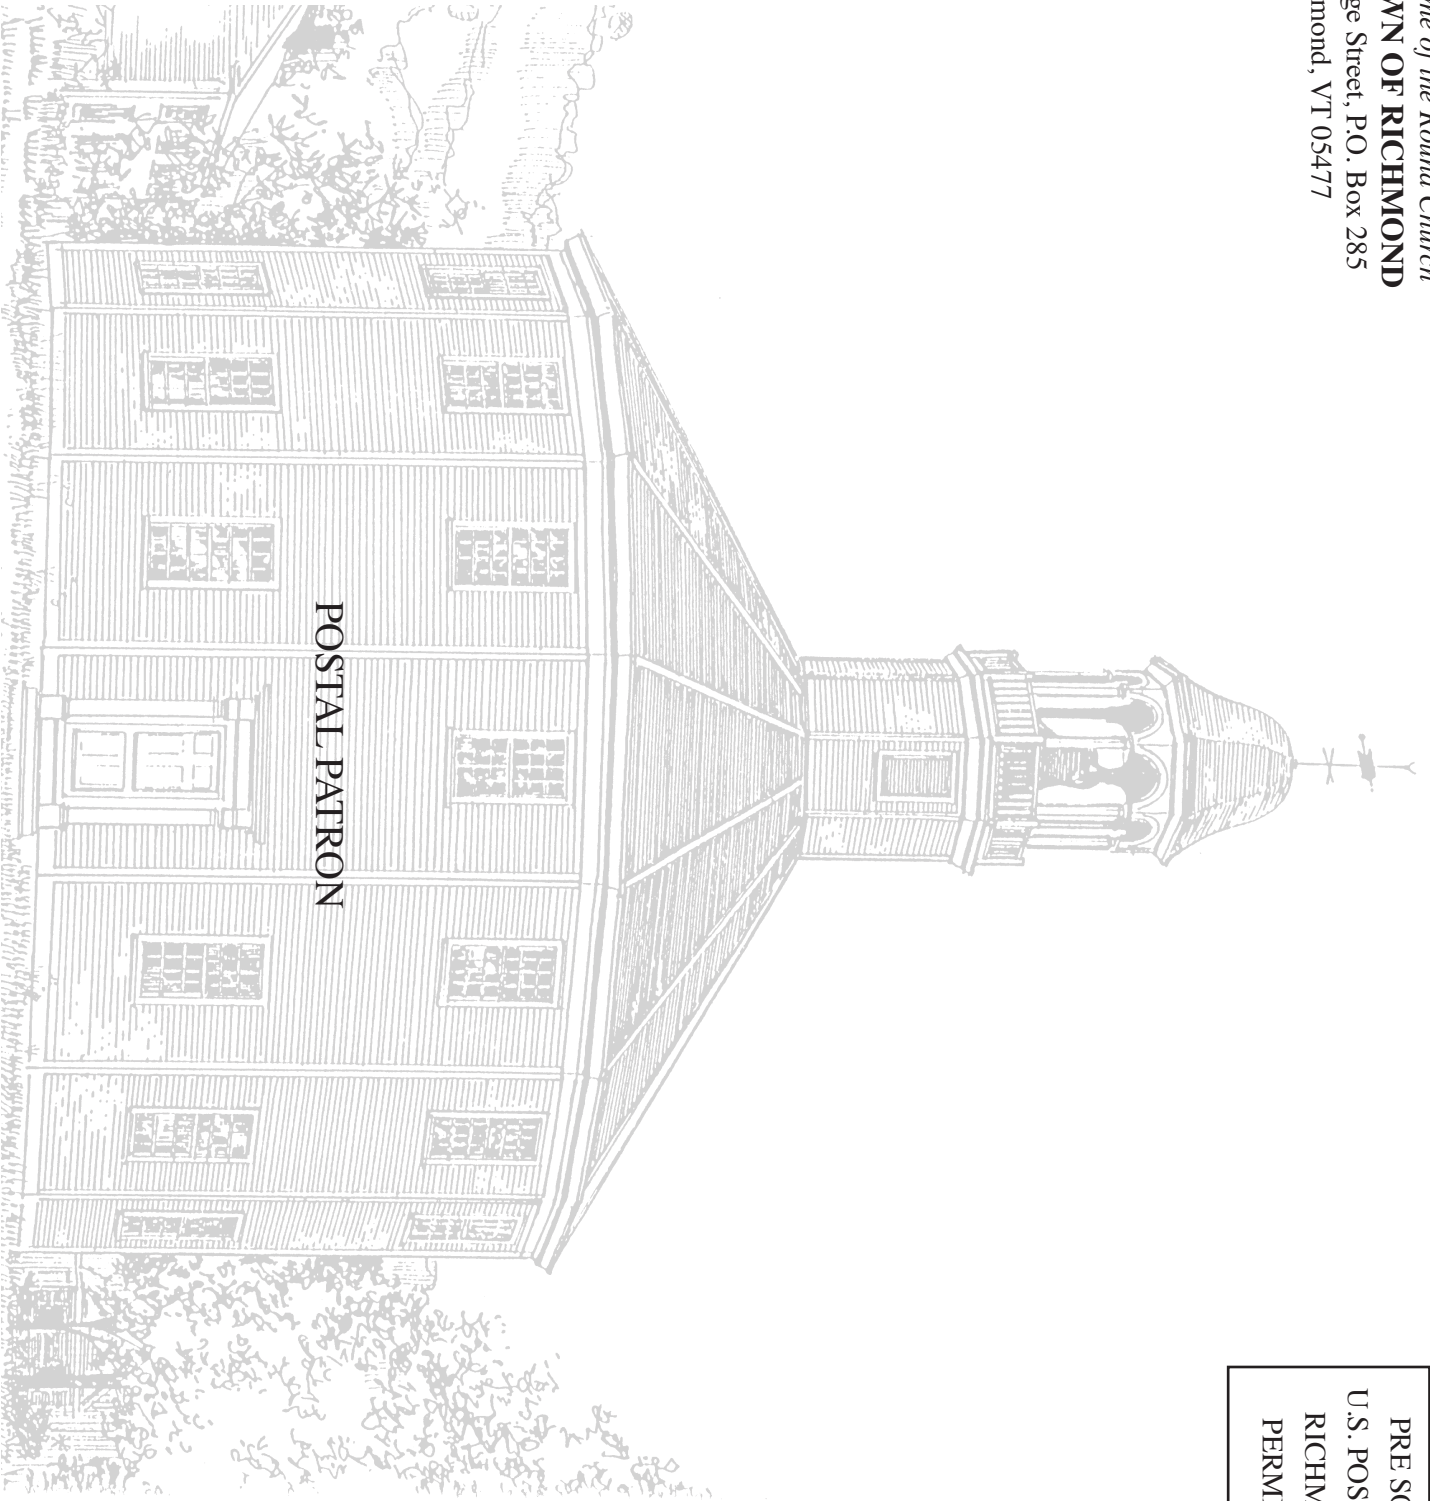 of the Round Church
WN OF RICHMOND
ge Street, P.O. Box 285
mond, VT 05477
PRE SO
U.S. POS
RICHM
PERM
POSTAL PATRON